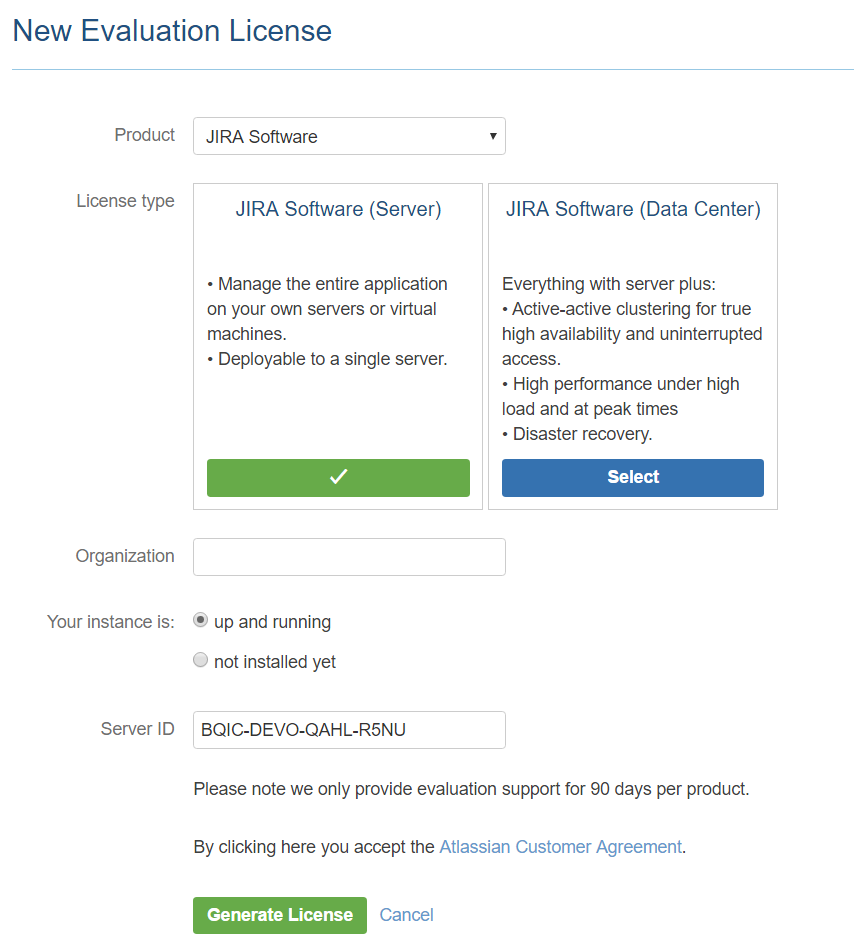 New Evaluation License
Product
JIRA Software
License type
JIRA Software (Server)
• Manage the entire application
on your own servers or virtual
machines.
• Deployable to a single server.
JIRA Software (Data Center)
Everything with server plus:
• Active-active clustering for true
high availability and uninterrupted
access.
• High performance under high
load and at peak times
• Disaster recovery.
Select
Organization
Your instance is:
up and running
not installed yet
Server ID
BQIC-DEVO-QAHL-R5NU
Please note we only provide evaluation support for 90 days per product.
By clicking here you accept the Atlassian Customer Agreement.
Generate License
Cancel